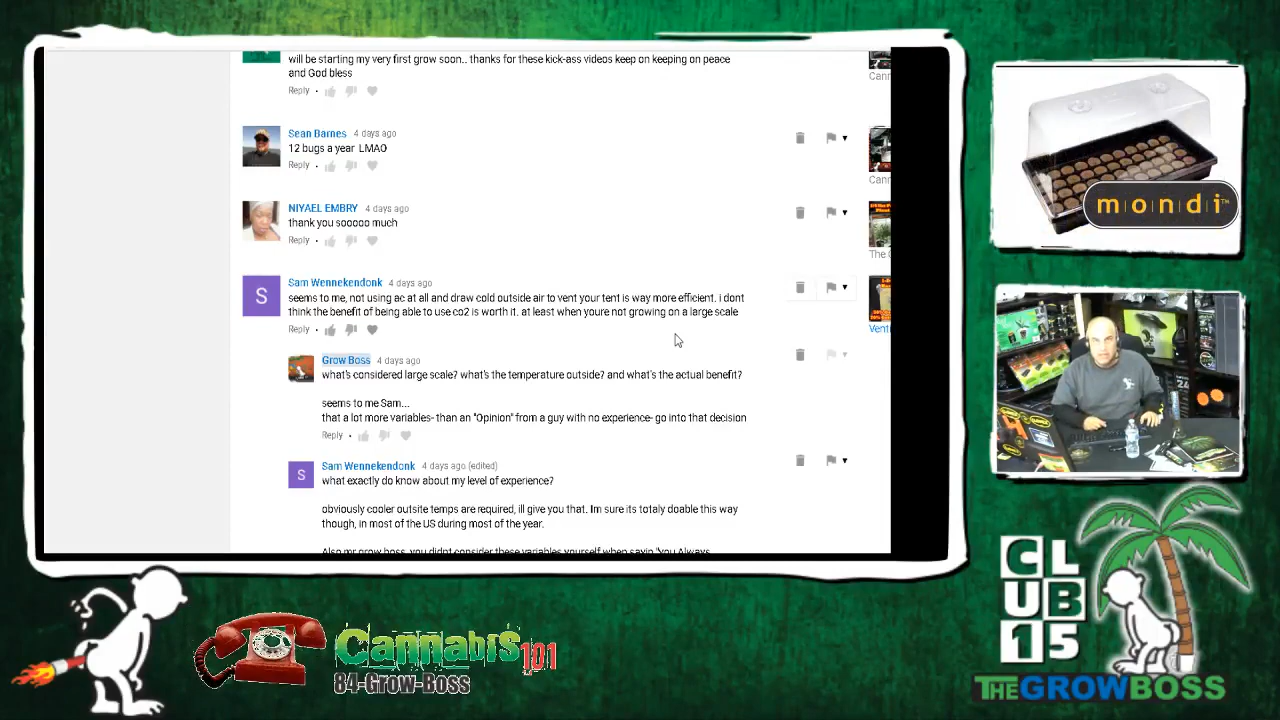 will be starting my very first grow soon.. thanks for these kick-ass videos keep on keeping on peace
and God bless
Reply •
Cann
Sean Barnes 4 days ago
12 bugs a year LMAO
Reply •
Cann
NIYAEL EMBRY 4 days ago
thank you sooooo much
Reply •
The G
Sam Wennekendonk 4 days ago
seems to me, not using ac at all and draw cold outside air to vent your tent is way more efficient. i dont
think the benefit of being able to use co2 is worth it. at least when youre not growing on a large scale
Reply •
Venti
Grow Boss 4 days ago
what's considered large scale? what's the temperature outside? and what's the actual benefit?
seems to me Sam...
that a lot more variables- than an "Opinion" from a guy with no experience- go into that decision
Reply •
S
Sam Wennekendonk 4 days ago (edited)
what exactly do know about my level of experience?
obviously cooler outsite temps are required, ill give you that. Im sure its totaly doable this way
though, in most of the US during most of the year.
Also mr grow boss, you didnt consider these variables yourself when sayin "you Always
S
mondi™
Cannabis 101
84-Grow-Boss
CLUB 15
THEGROWBOSS